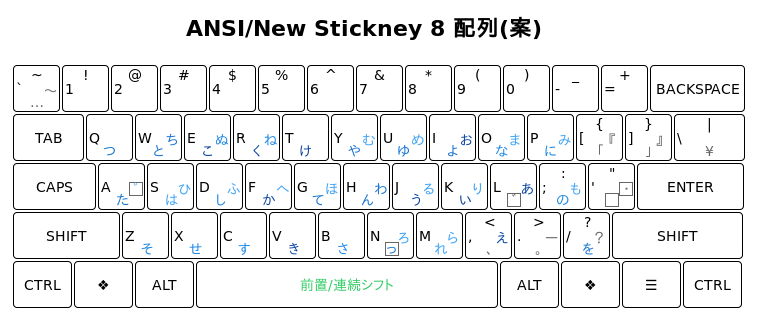 ANSI/New Stickney 8 配列(案)
~ ` 〜 … ! 1 @ 2 # 3 $ 4 % 5 ^ 6 & 7 * 8 ( 9 ) 0 _ - + = BACKSPACE
TAB Q つ W ち と E ぬ こ R ね く T け Y む や U め ゆ I お よ O ま な P み に { [ 『 「 } ] 』 」 | \ ¥
CAPS A ゛ た S ひ は D ふ し F へ か G ほ て H わ ん J る う K り い L あ : ; も の " ' ・ ENTER
SHIFT Z そ X せ C す V き B さ N ろ っ M ら れ < , え 、 > . ー 。 ? / ？ を SHIFT
CTRL ❖ ALT 前置/連続シフト ALT ❖ ☰ CTRL